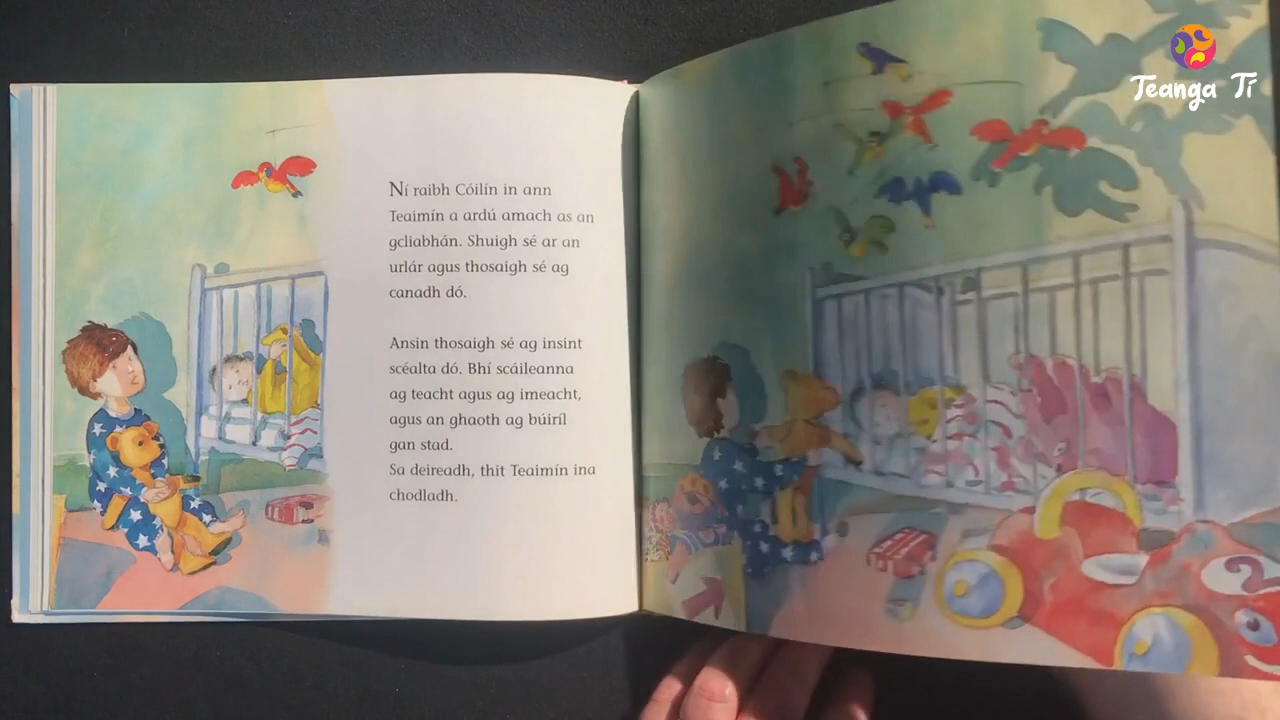 Teanga Tí
Ní raibh Cóilín in ann
Teaimín a ardú amach as an
gcliabhán. Shuigh sé ar an
urlár agus thosaigh sé ag
canadh dó.
Ansin thosaigh sé ag insint
scéalta dó. Bhí scáileanna
ag teacht agus ag imeacht,
agus an ghaoth ag búiríl
gan stad.
Sa deireadh, thit Teaimín ina
chodladh.
2